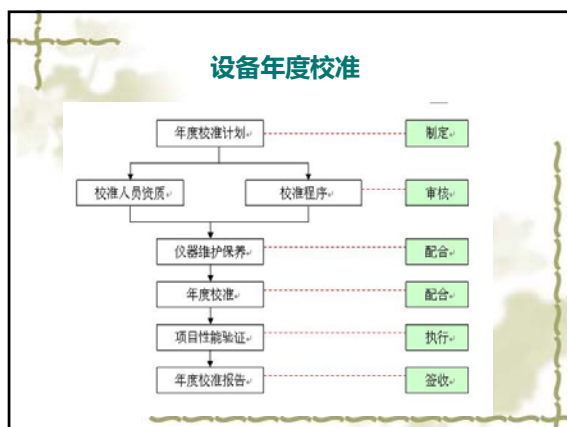 设备年度校准
年度校准计划 制定
校准人员资质 校准程序 审核
仪器维护保养 配合
年度校准 配合
项目性能验证 执行
年度校准报告 签收